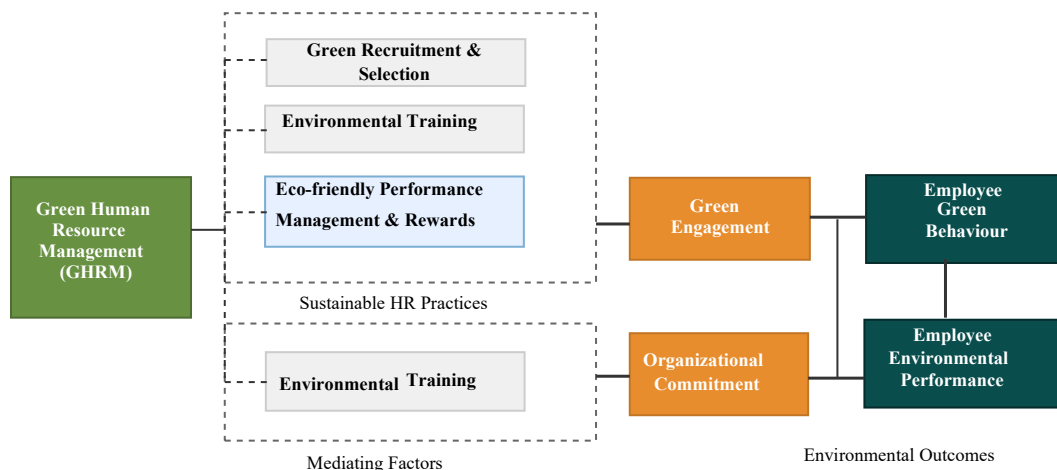 Green Recruitment &
Selection
Environmental Training
Eco-friendly Performance
Management & Rewards
Green Human
Resource
Management
(GHRM)
Green
Engagement
Employee
Green
Behaviour
Sustainable HR Practices
Environmental Training
Organizational
Commitment
Employee
Environmental
Performance
Mediating Factors
Environmental Outcomes